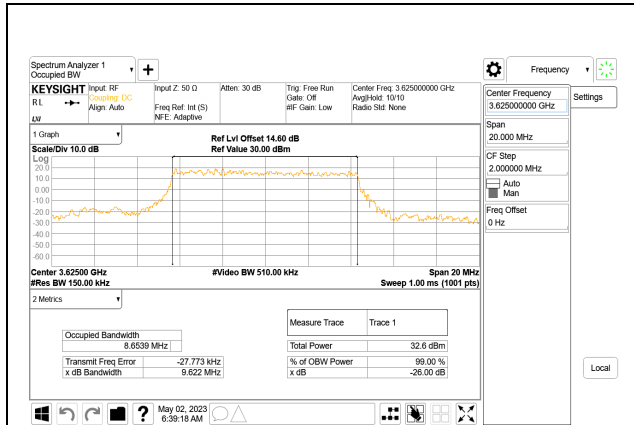 Spectrum Analyzer 1
Occupied BW
Frequency
KEYSIGHT
RL
LXI
Input: RF
Coupling: DC
Align: Auto
Input Z: 50 Ω
Freq Ref: Int (S)
NFE: Adaptive
Atten: 30 dB
Trig: Free Run
Gate: Off
#IF Gain: Low
Center Freq: 3.625000000 GHz
Avg|Hold: 10/10
Radio Std: None
Center Frequency
3.625000000 GHz
Settings
Span
20.000 MHz
CF Step
2.000000 MHz
Auto
Man
Freq Offset
0 Hz
Local
1 Graph
Scale/Div 10.0 dB
Ref Lvl Offset 14.60 dB
Ref Value 30.00 dBm
Log
20.0
10.0
0.00
-10.0
-20.0
-30.0
-40.0
-50.0
-60.0
Center 3.62500 GHz
#Video BW 510.00 kHz
Span 20 MHz
#Res BW 150.00 kHz
Sweep 1.00 ms (1001 pts)
2 Metrics
Measure Trace
Trace 1
Occupied Bandwidth
8.6539 MHz
Total Power
32.6 dBm
Transmit Freq Error
-27.773 kHz
% of OBW Power
99.00 %
x dB Bandwidth
9.622 MHz
x dB
-26.00 dB
?
May 02, 2023
6:39:18 AM